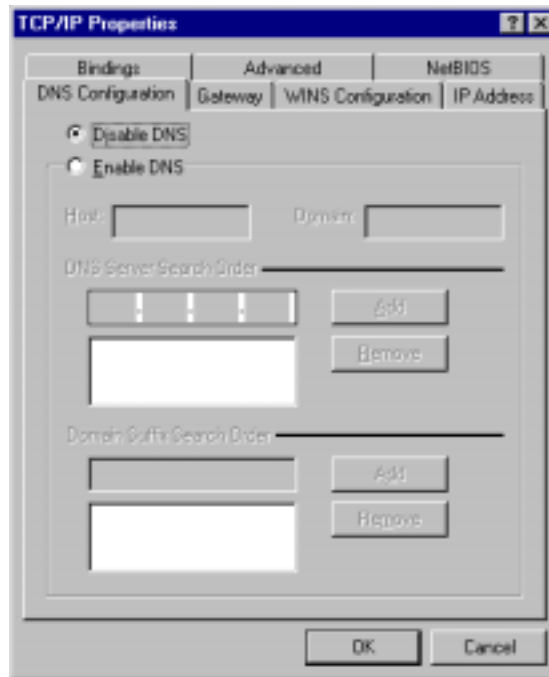 TCP/IP Properties
Bindings Advanced NetBIOS
DNS Configuration Gateway WINS Configuration IP Address
Disable DNS
Enable DNS
Host: Domain:
DNS Server Search Order
Add
Remove
Domain Suffix Search Order
Add
Remove
OK Cancel